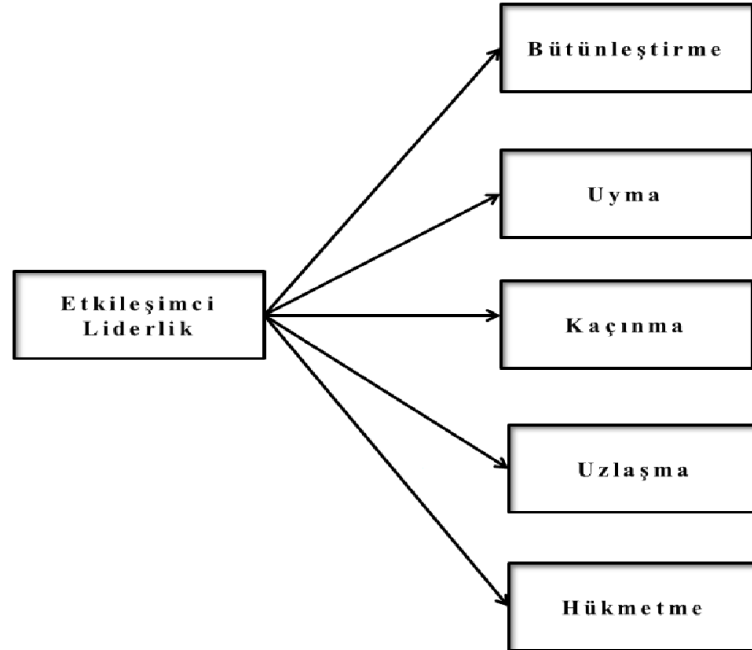 Bütünleştirme
Uyma
Etkileşimci
Liderlik
Kaçınma
Uzlaşma
Hükmetme